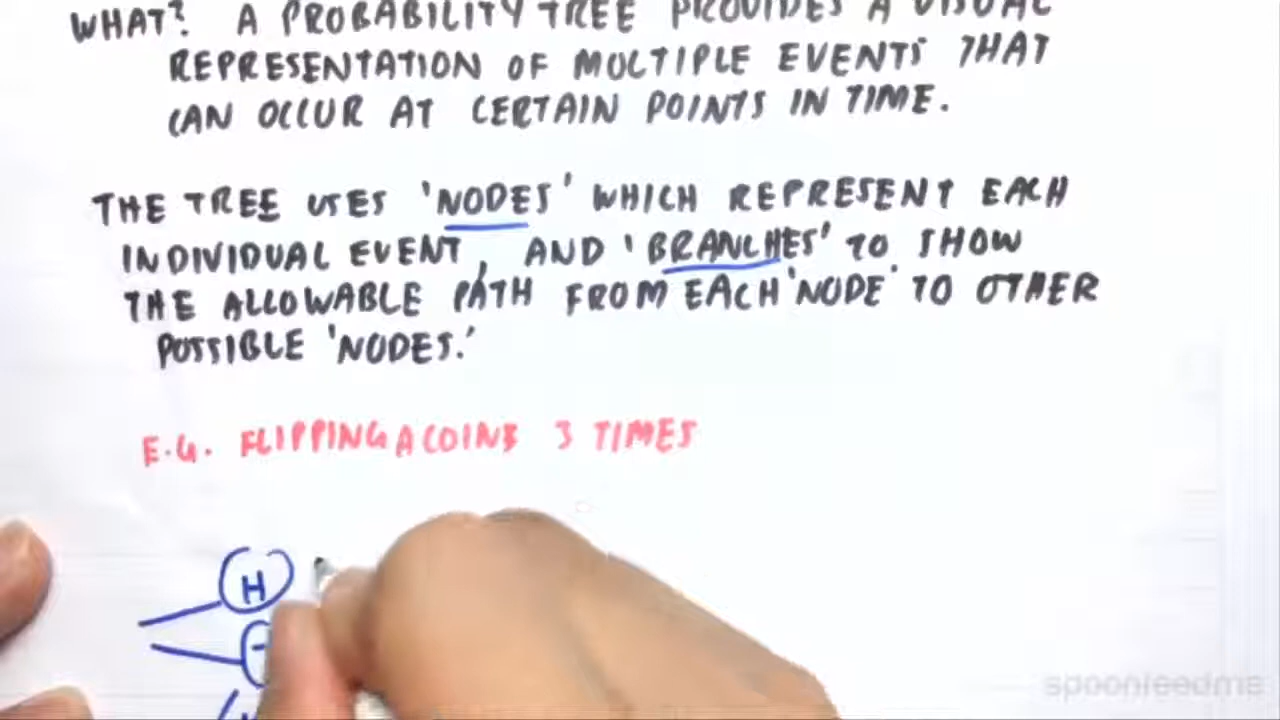 WHAT? A PROBABILITY TREE PROVIDES A VISUAL
REPRESENTATION OF MULTIPLE EVENTS THAT
CAN OCCUR AT CERTAIN POINTS IN TIME.
THE TREE USES 'NODES' WHICH REPRESENT EACH
INDIVIDUAL EVENT, AND 'BRANCHES' TO SHOW
THE ALLOWABLE PATH FROM EACH 'NODE' TO OTHER
POSSIBLE 'NODES.'
E.G. FLIPPING A COIN 3 TIMES
H
spoonfeedme